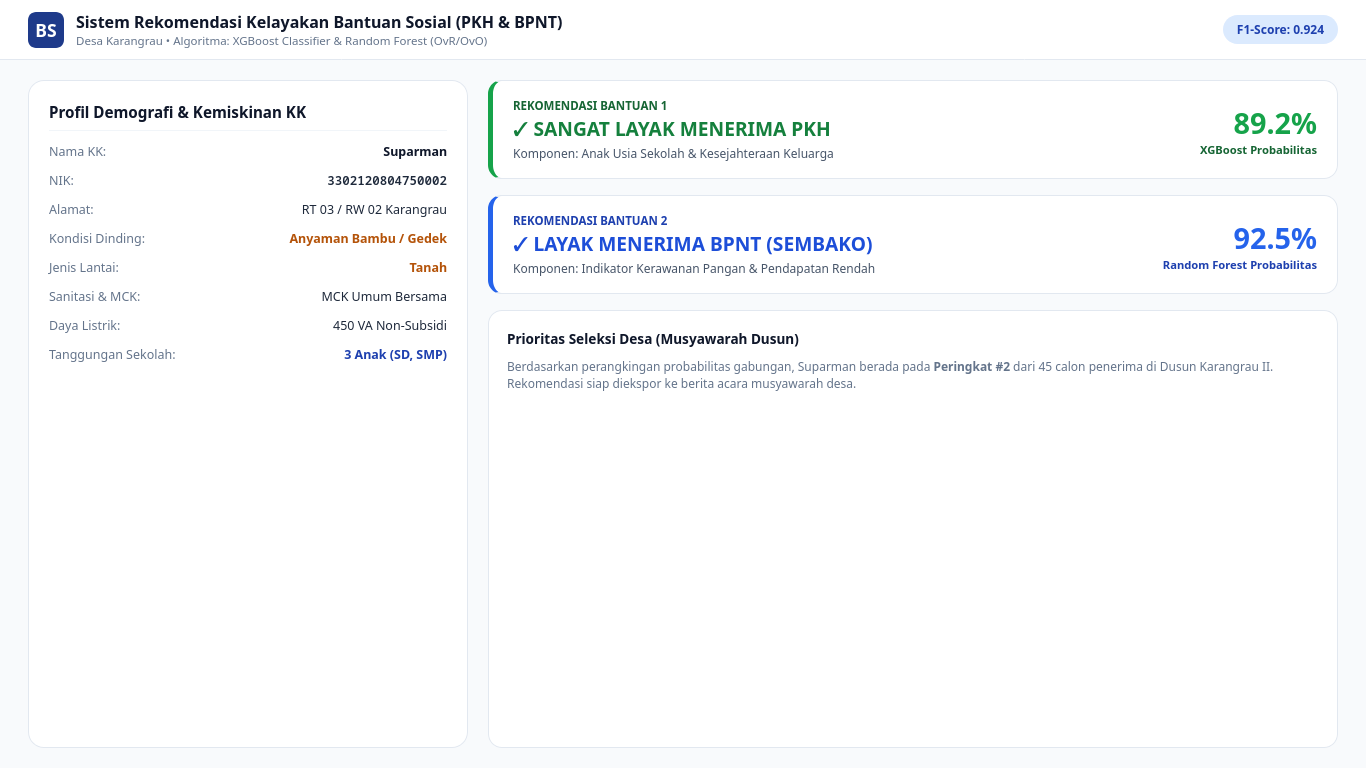 BS
Sistem Rekomendasi Kelayakan Bantuan Sosial (PKH & BPNT)
Desa Karangrau • Algoritma: XGBoost Classifier & Random Forest (OvR/OvO)
F1-Score: 0.924
Profil Demografi & Kemiskinan KK
Nama KK: Suparman
NIK: 3302120804750002
Alamat: RT 03 / RW 02 Karangrau
Kondisi Dinding: Anyaman Bambu / Gedek
Jenis Lantai: Tanah
Sanitasi & MCK: MCK Umum Bersama
Daya Listrik: 450 VA Non-Subsidi
Tanggungan Sekolah: 3 Anak (SD, SMP)
REKOMENDASI BANTUAN 1
✓ SANGAT LAYAK MENERIMA PKH
Komponen: Anak Usia Sekolah & Kesejahteraan Keluarga
89.2%
XGBoost Probabilitas
REKOMENDASI BANTUAN 2
✓ LAYAK MENERIMA BPNT (SEMBAKO)
Komponen: Indikator Kerawanan Pangan & Pendapatan Rendah
92.5%
Random Forest Probabilitas
Prioritas Seleksi Desa (Musyawarah Dusun)
Berdasarkan perangkingan probabilitas gabungan, Suparman berada pada Peringkat #2 dari 45 calon penerima di Dusun Karangrau II.
Rekomendasi siap diekspor ke berita acara musyawarah desa.